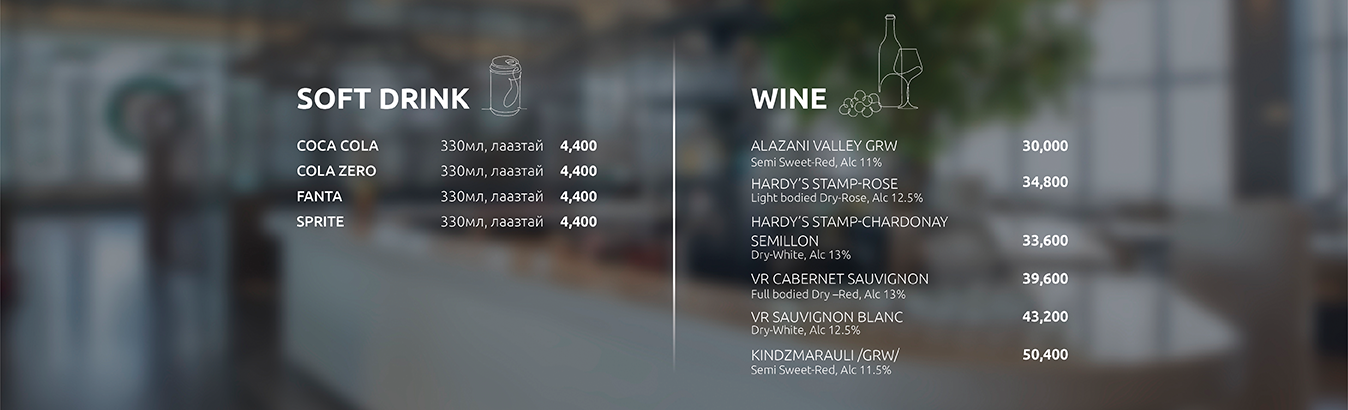 SOFT DRINK
COCA COLA 330мл, лаазтай 4,400
COLA ZERO 330мл, лаазтай 4,400
FANTA 330мл, лаазтай 4,400
SPRITE 330мл, лаазтай 4,400
WINE
ALAZANI VALLEY GRW 30,000
Semi Sweet-Red, Alc 11%
HARDY’S STAMP-ROSE 34,800
Light bodied Dry-Rose, Alc 12.5%
HARDY’S STAMP-CHARDONAY
SEMILLON 33,600
Dry-White, Alc 13%
VR CABERNET SAUVIGNON 39,600
Full bodied Dry –Red, Alc 13%
VR SAUVIGNON BLANC 43,200
Dry-White, Alc 12.5%
KINDZMARAULI /GRW/ 50,400
Semi Sweet-Red, Alc 11.5%